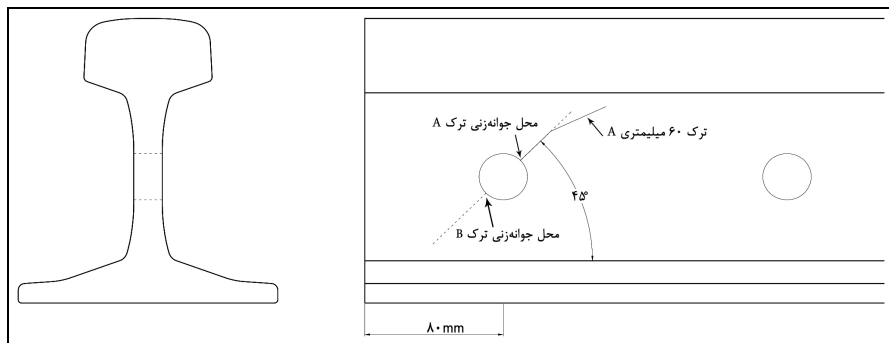 محل جوانه‌زنی ترک A
ترک ۶۰ میلیمتری A
۴۵°
محل جوانه‌زنی ترک B
۸۰mm